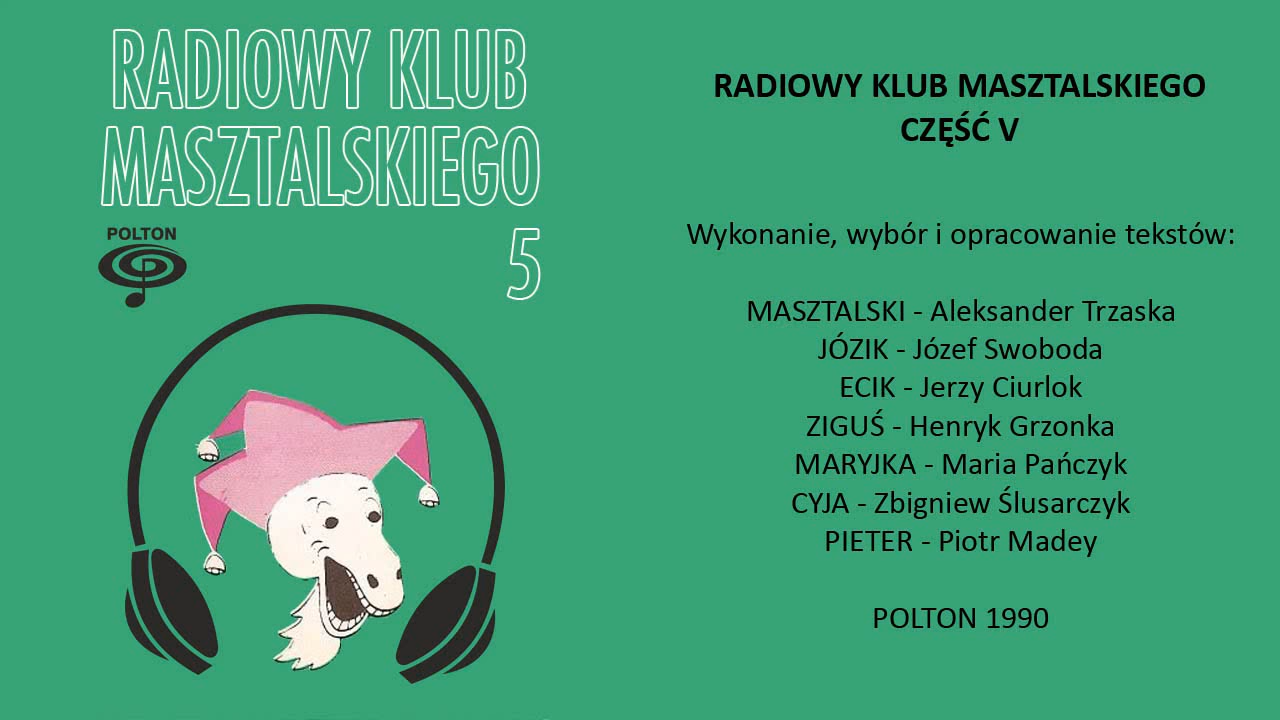 RADIOWY KLUB
MASZTALSKIEGO
POLTON
5
RADIOWY KLUB MASZTALSKIEGO
CZĘŚĆ V
Wykonanie, wybór i opracowanie tekstów:
MASZTALSKI - Aleksander Trzaska
JÓZIK - Józef Swoboda
ECIK - Jerzy Ciurlok
ZIGUŚ - Henryk Grzonka
MARYJKA - Maria Pańczyk
CYJA - Zbigniew Ślusarczyk
PIETER - Piotr Madey
POLTON 1990